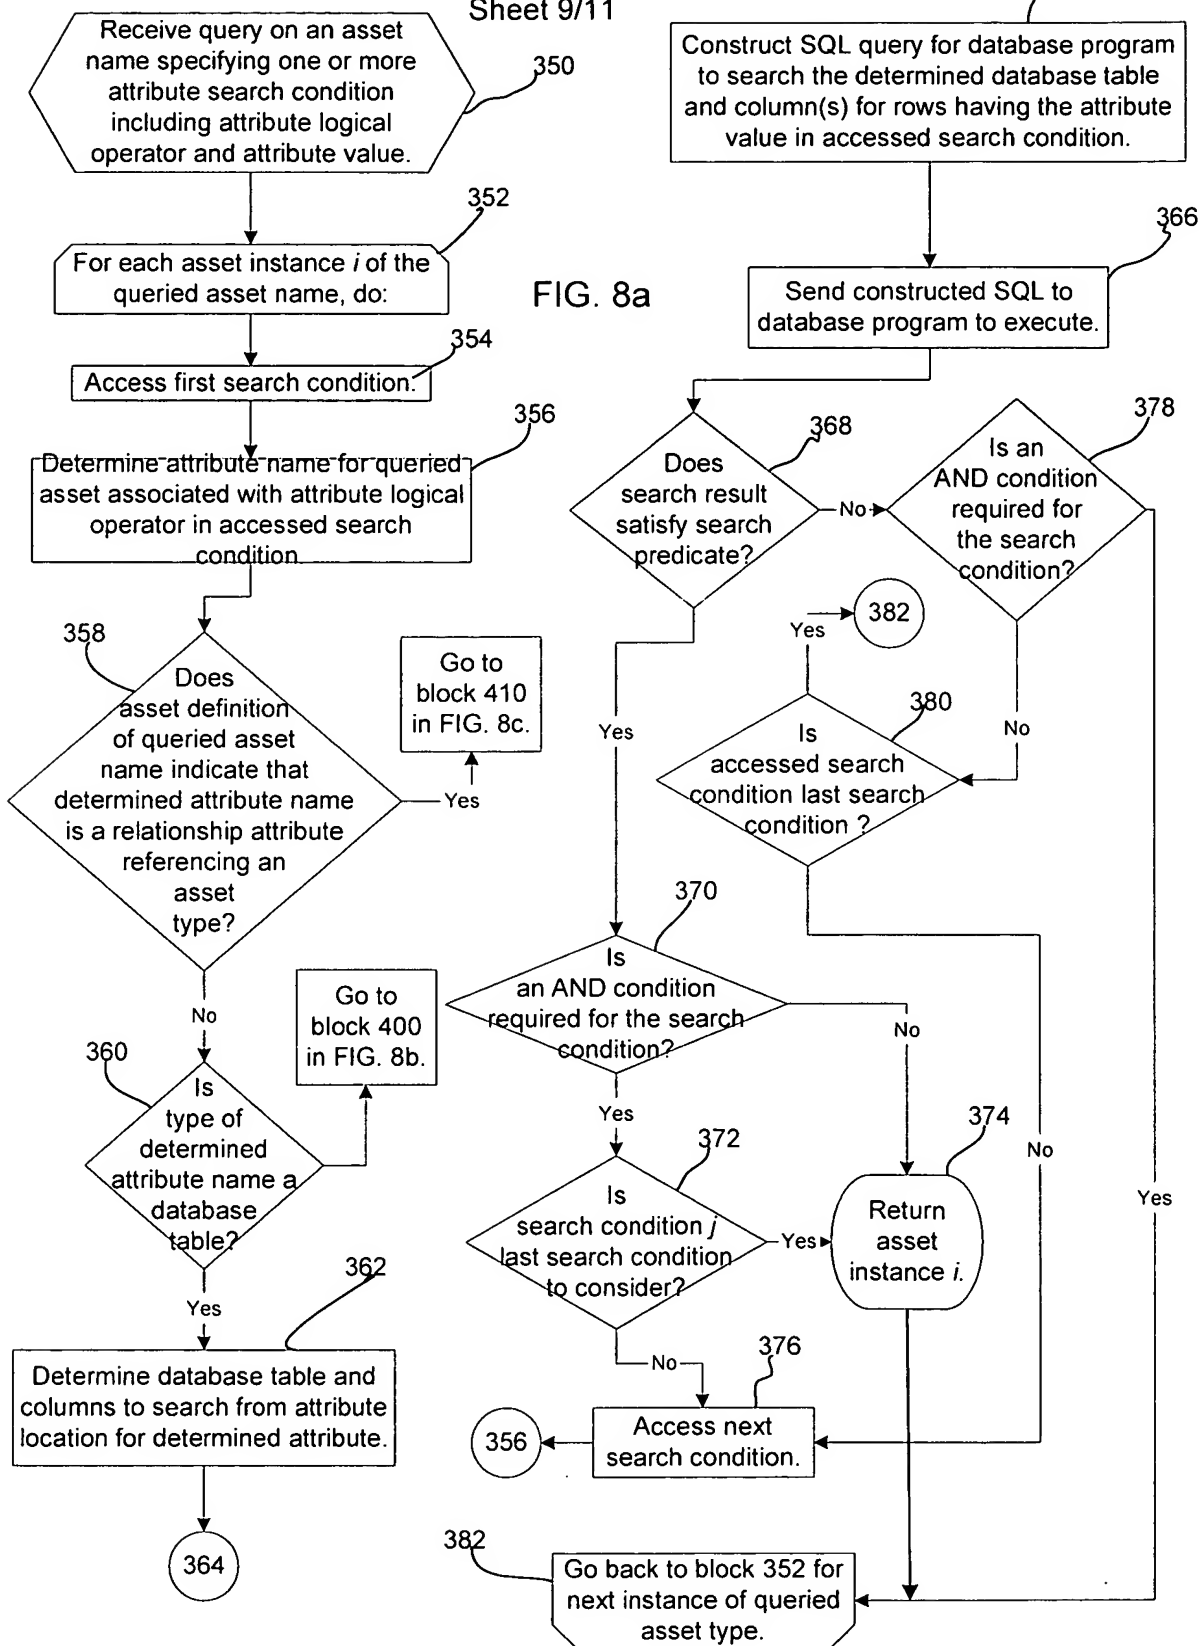 Sheet 9/11
Receive query on an asset
name specifying one or more
attribute search condition
including attribute logical
operator and attribute value.
350
352
For each asset instance i of the
queried asset name, do:
354
Access first search condition.
356
Determine attribute name for queried
asset associated with attribute logical
operator in accessed search
condition
358
Does
asset definition
of queried asset
name indicate that
determined attribute name
is a relationship attribute
referencing an
asset
type?
Yes
Go to
block 410
in FIG. 8c.
No
360
Is
type of
determined
attribute name a
database
table?
Go to
block 400
in FIG. 8b.
Yes
362
Determine database table and
columns to search from attribute
location for determined attribute.
364
FIG. 8a
Construct SQL query for database program
to search the determined database table
and column(s) for rows having the attribute
value in accessed search condition.
366
Send constructed SQL to
database program to execute.
368
Does
search result
satisfy search
predicate?
No
378
Is an
AND condition
required for
the search
condition?
382
Yes
No
380
Is
accessed search
condition last search
condition ?
Yes
370
Is
an AND condition
required for the search
condition?
No
Yes
372
Is
search condition j
last search condition
to consider?
Yes
374
Return
asset
instance i.
No
Yes
No
376
Access next
search condition.
356
382
Go back to block 352 for
next instance of queried
asset type.